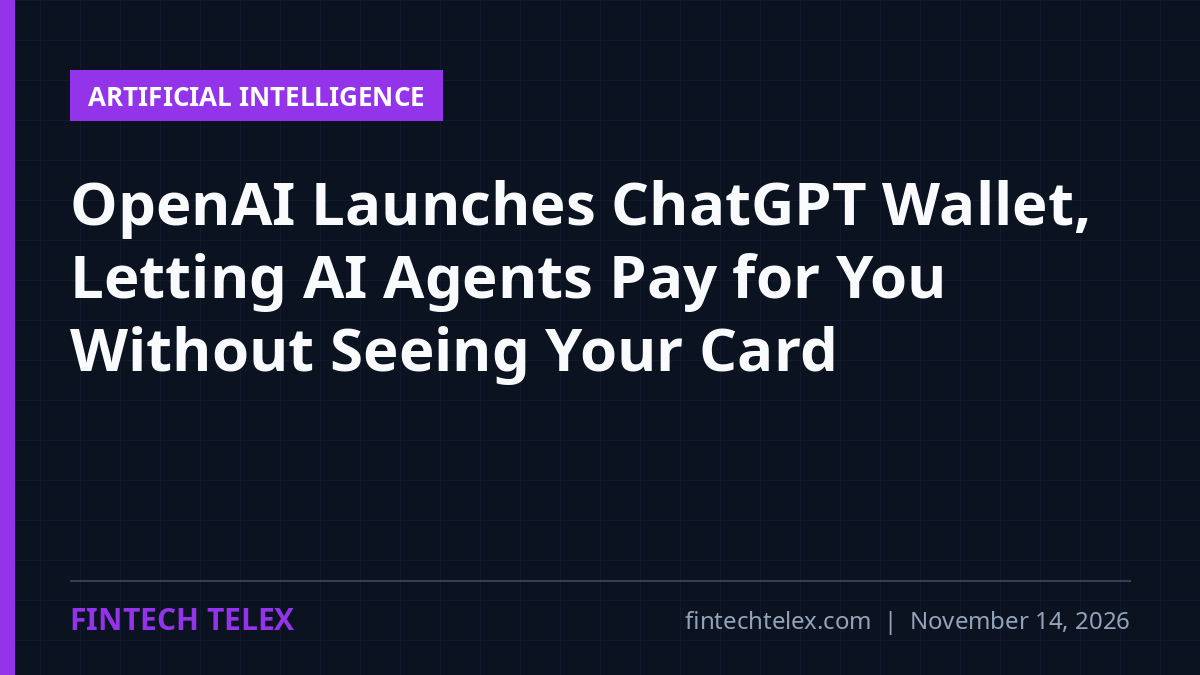 ARTIFICIAL INTELLIGENCE
OpenAI Launches ChatGPT Wallet,
Letting AI Agents Pay for You
Without Seeing Your Card
FINTECH TELEX
fintechtelex.com | November 14, 2026